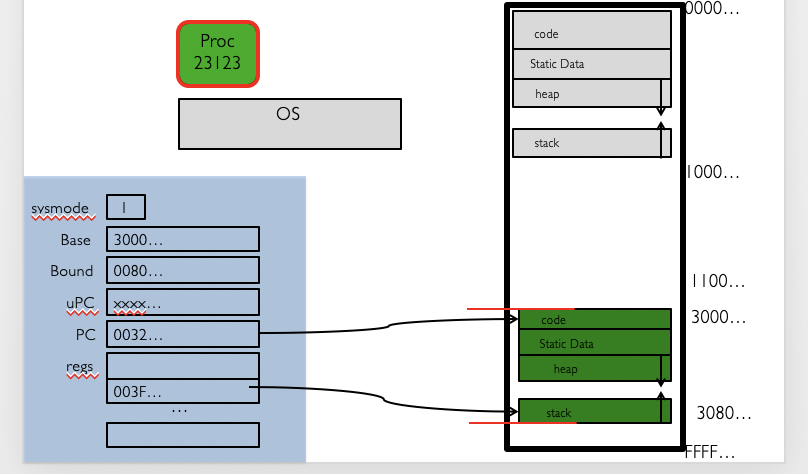 Proc
23123
OS
sysmode
1
Base
3000…
Bound
0080…
uPC
xxxx…
PC
0032…
regs
003F…
…
0000…
code
Static Data
heap
stack
1000…
1100…
3000…
code
Static Data
heap
stack
3080…
FFFF…